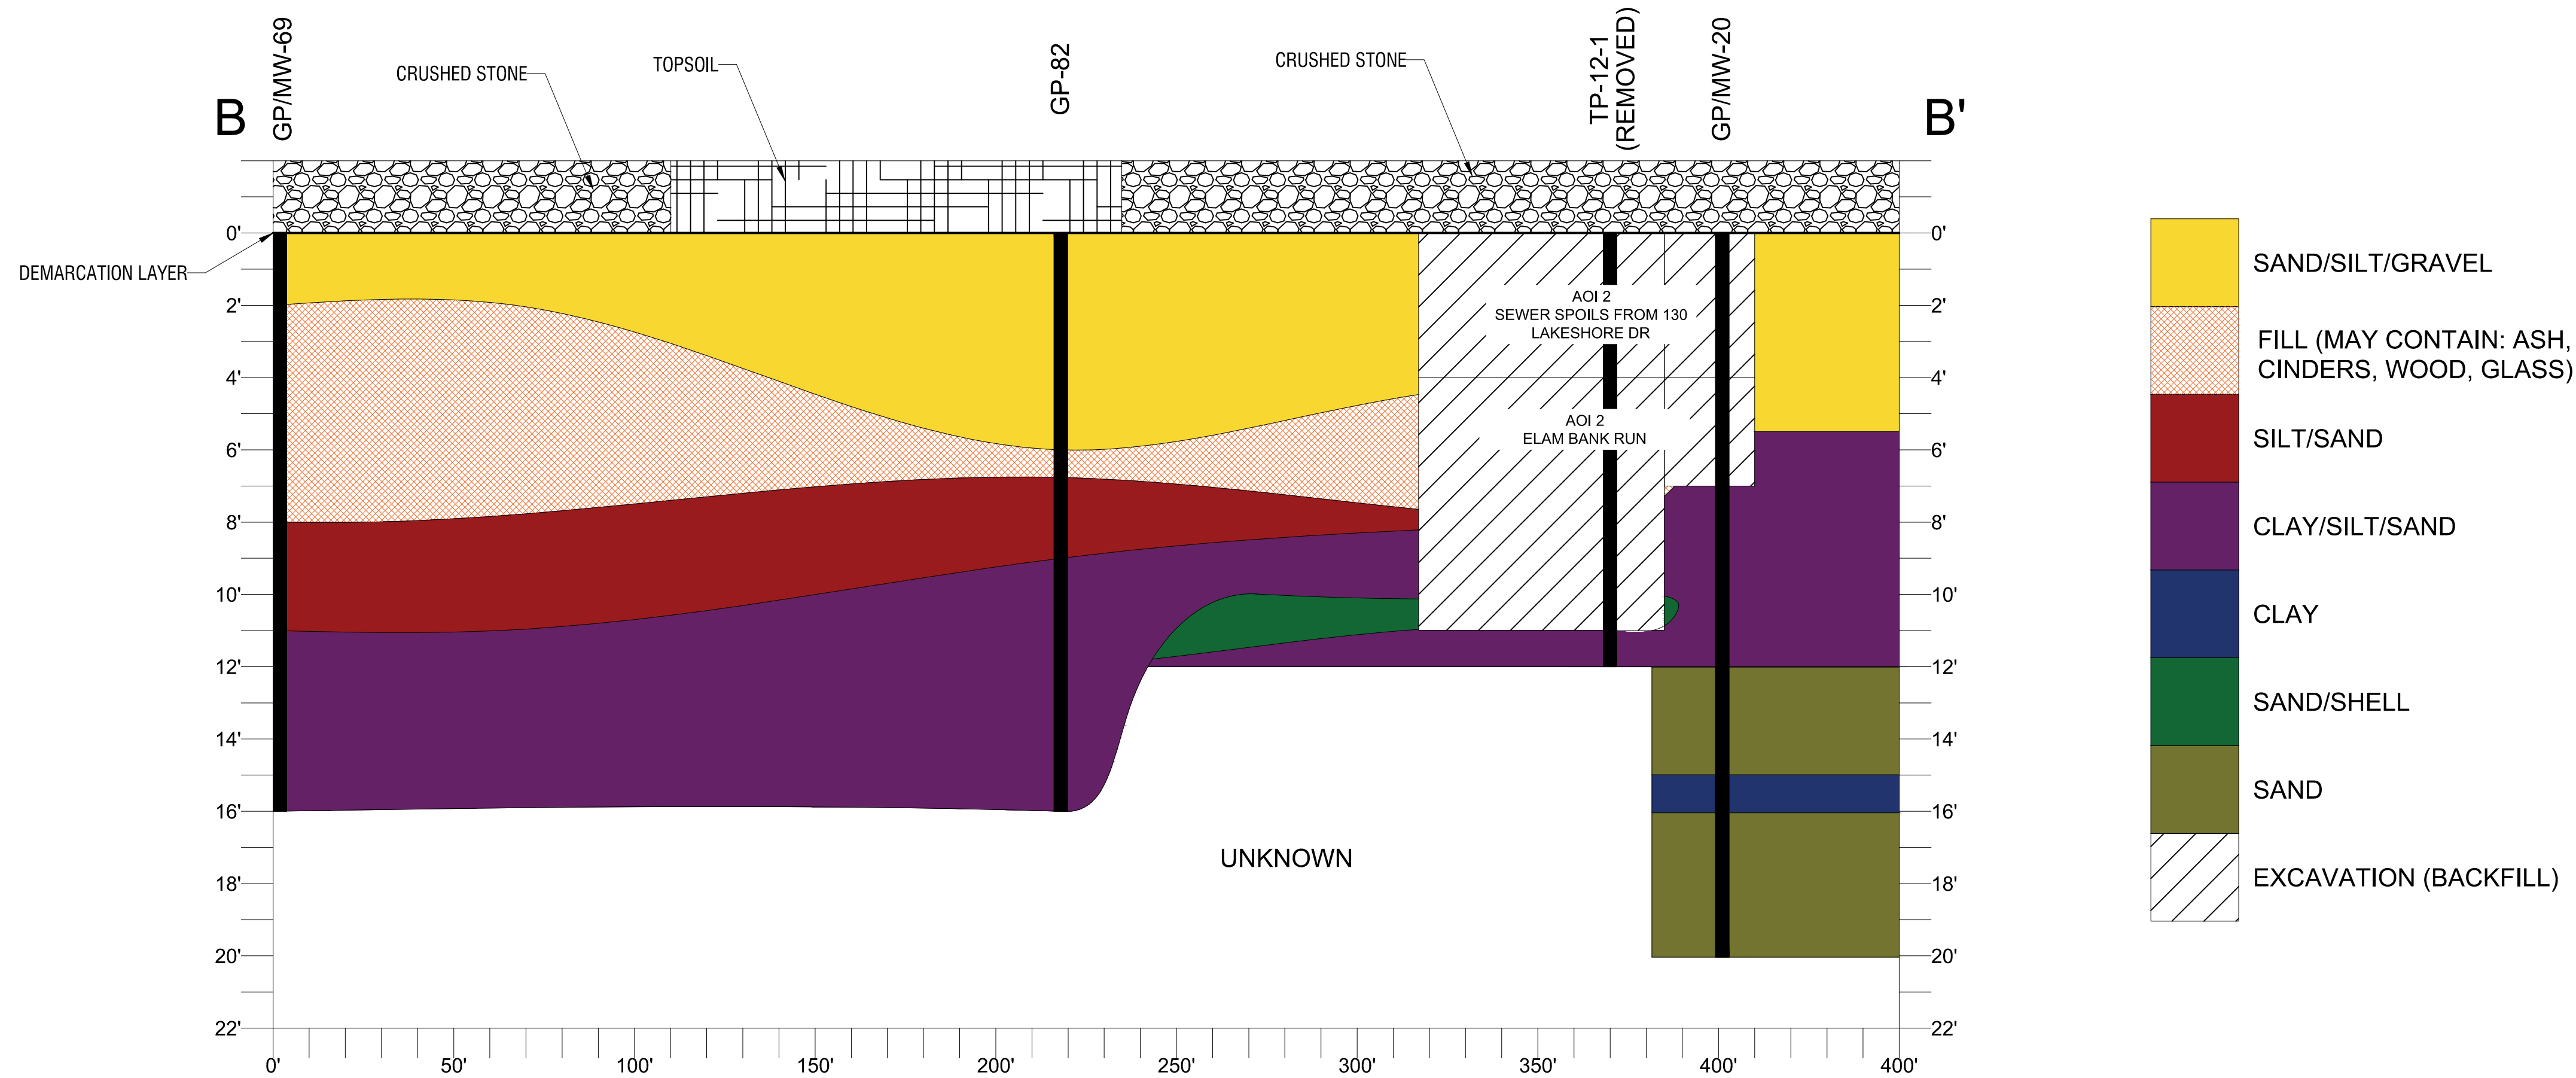 B
GP/MW-69
CRUSHED STONE
TOPSOIL
GP-82
CRUSHED STONE
TP-12-1
(REMOVED)
GP/MW-20
B'
DEMARCATION LAYER
0'
2'
4'
6'
8'
10'
12'
14'
16'
18'
20'
22'
AOI 2
SEWER SPOILS FROM 130
LAKESHORE DR
AOI 2
ELAM BANK RUN
UNKNOWN
0'
2'
4'
6'
8'
10'
12'
14'
16'
18'
20'
22'
0'
50'
100'
150'
200'
250'
300'
350'
400'
400'
SAND/SILT/GRAVEL
FILL (MAY CONTAIN: ASH,
CINDERS, WOOD, GLASS)
SILT/SAND
CLAY/SILT/SAND
CLAY
SAND/SHELL
SAND
EXCAVATION (BACKFILL)